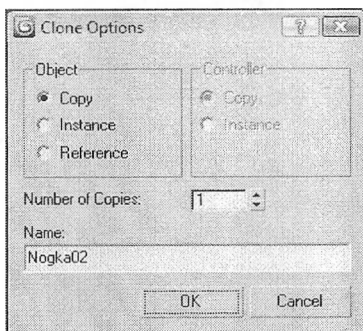 Clone Options
Object
Copy
Instance
Reference
Controller
Copy
Instance
Number of Copies:
1
Name:
Nogka02
OK
Cancel